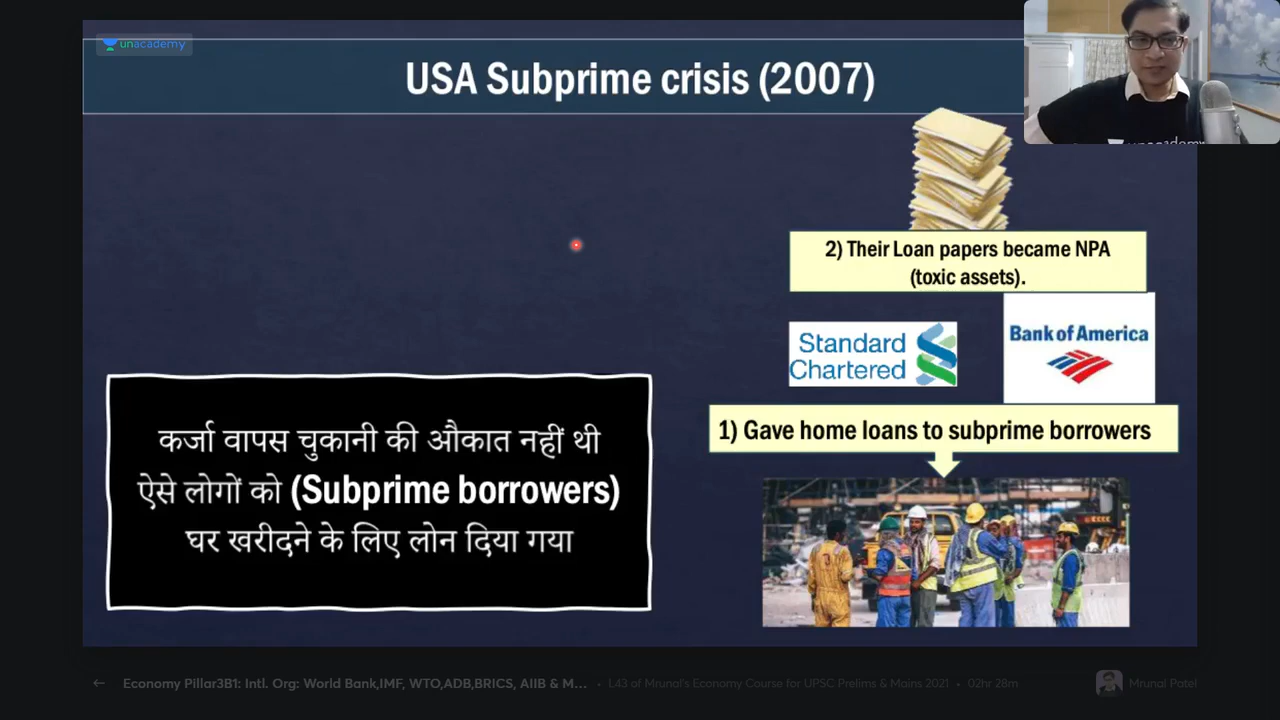 unacademy
USA Subprime crisis (2007)
2) Their Loan papers became NPA
(toxic assets).
Standard
Chartered
Bank of America
1) Gave home loans to subprime borrowers
कर्जा वापस चुकानी की औकात नहीं थी
ऐसे लोगों को (Subprime borrowers)
घर खरीदने के लिए लोन दिया गया
← Economy Pillar3B1: Intl. Org: World Bank,IMF, WTO,ADB,BRICS, AIIB & M... • L43 of Mrunal's Economy Course for UPSC Prelims & Mains 2021 • 02hr 28m
Mrunal Patel